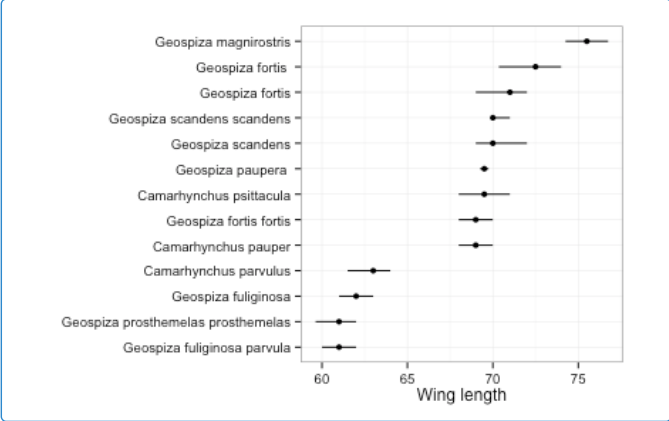 Geospiza magnirostris
Geospiza fortis
Geospiza fortis
Geospiza scandens scandens
Geospiza scandens
Geospiza paupera
Camarhynchus psittacula
Geospiza fortis fortis
Camarhynchus pauper
Camarhynchus parvulus
Geospiza fuliginosa
Geospiza prosthemelas prosthemelas
Geospiza fuliginosa parvula
60 65 70 75
Wing length